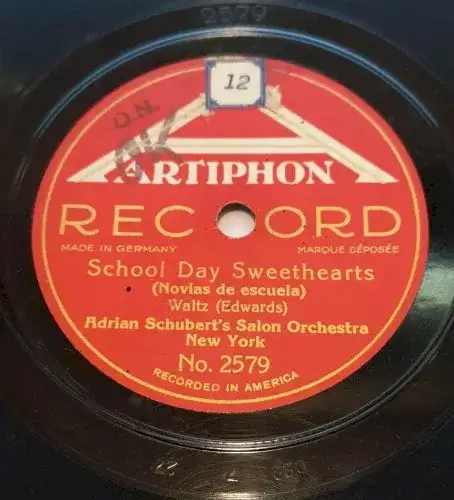 2579
12
O.N.
OK
ARTIPHON
RECORD
MADE IN GERMANY MARQUE DÉPOSÉE
School Day Sweethearts
(Novias de escuela)
Waltz (Edwards)
Adrian Schubert's Salon Orchestra
New York
No. 2579
RECORDED IN AMERICA